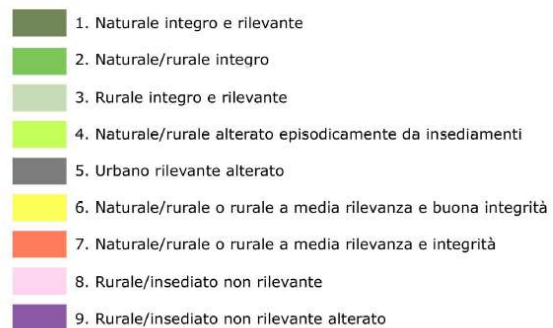 1. Naturale integro e rilevante
2. Naturale/rurale integro
3. Rurale integro e rilevante
4. Naturale/rurale alterato episodicamente da insediamenti
5. Urbano rilevante alterato
6. Naturale/rurale o rurale a media rilevanza e buona integrità
7. Naturale/rurale o rurale a media rilevanza e integrità
8. Rurale/insediato non rilevante
9. Rurale/insediato non rilevante alterato